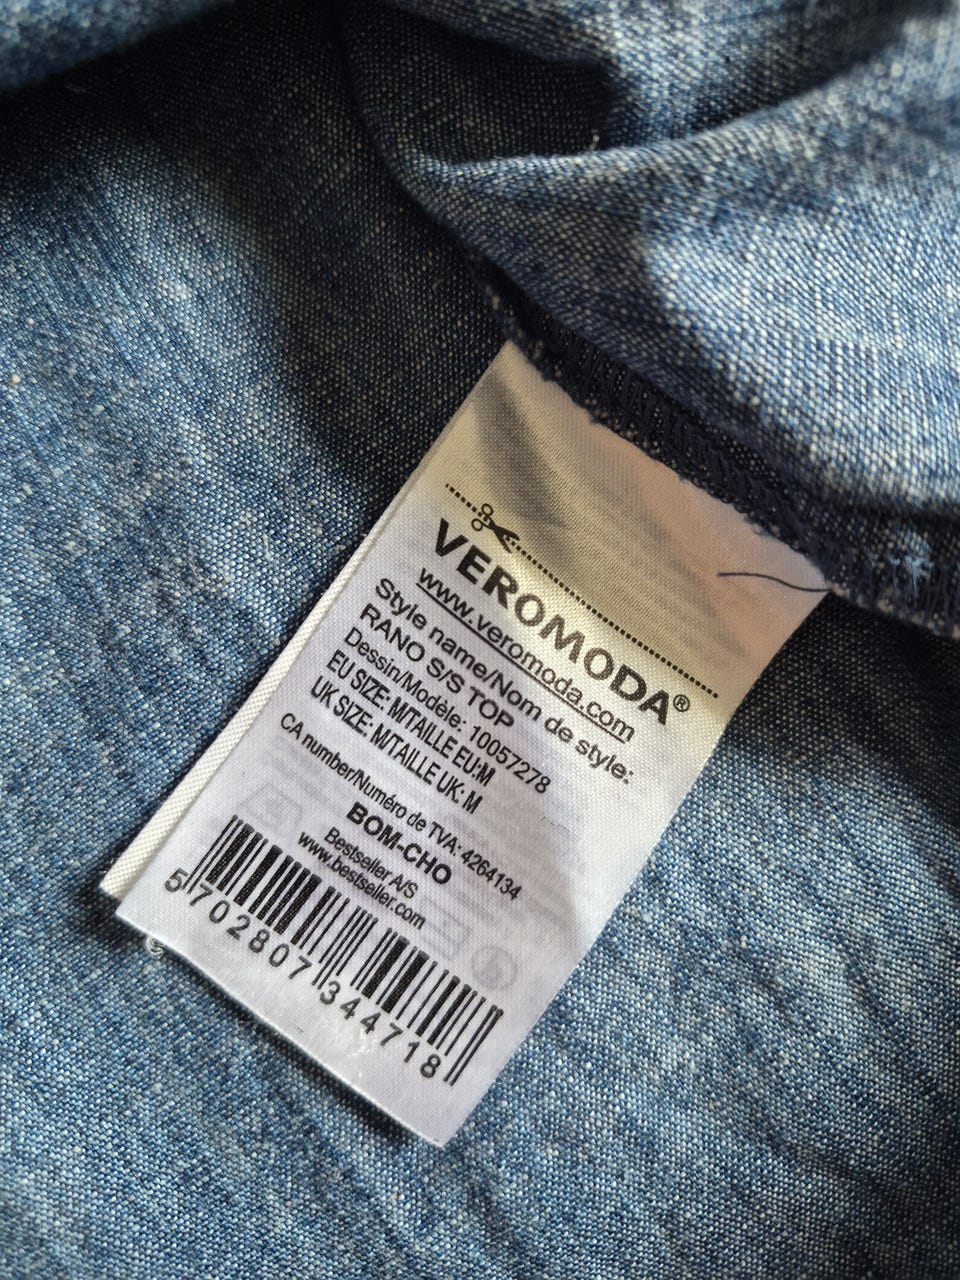 VEROMODA®
www.veromoda.com
Style name/Nom de style:
RANO S/S TOP
Dessin/Modèle: 10057278
EU SIZE: M/TAILLE EU:M
UK SIZE: M/TAILLE UK: M
CA number/Numéro de TVA: 4264134
BOM-CHO
Bestseller A/S
www.bestseller.com
5 702807 344718